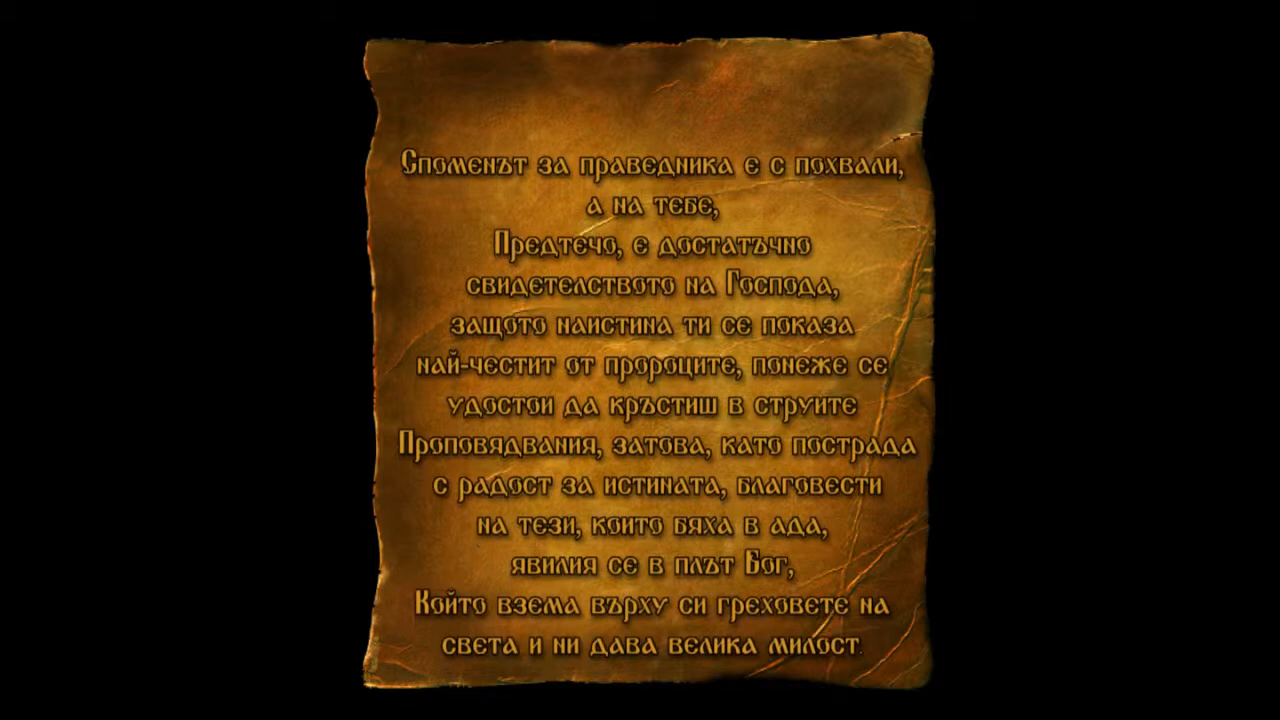 Споменът за праведника е с похвали,
а на тебе,
Предтечо, е достатъчно
свидетелството на Господа,
защото наистина ти се показа
най-честит от пророците, понеже се
удостои да кръстиш в струите
Проповядвания, затова, като пострада
с радост за истината, благовести
на тези, които бяха в ада,
явилия се в плът Бог,
Който взема върху си греховете на
света и ни дава велика милост.